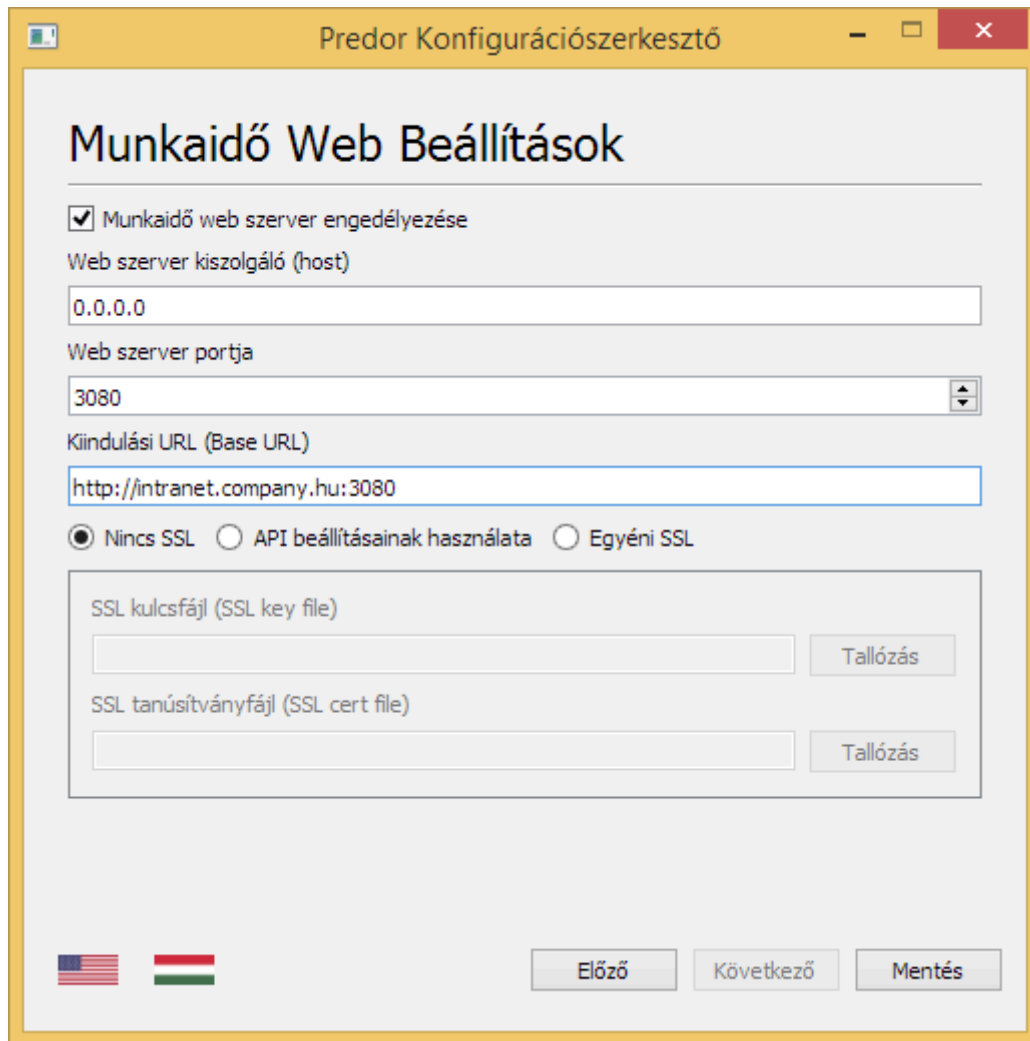 Predor Konfigurációszerkesztő
Munkaidő Web Beállítások
Munkaidő web szerver engedélyezése
Web szerver kiszolgáló (host)
0.0.0.0
Web szerver portja
3080
Kiindulási URL (Base URL)
http://intranet.company.hu:3080
Nincs SSL API beállításainak használata Egyéni SSL
SSL kulcsfájl (SSL key file)
Tallózás
SSL tanúsítványfájl (SSL cert file)
Tallózás
Előző Következő Mentés